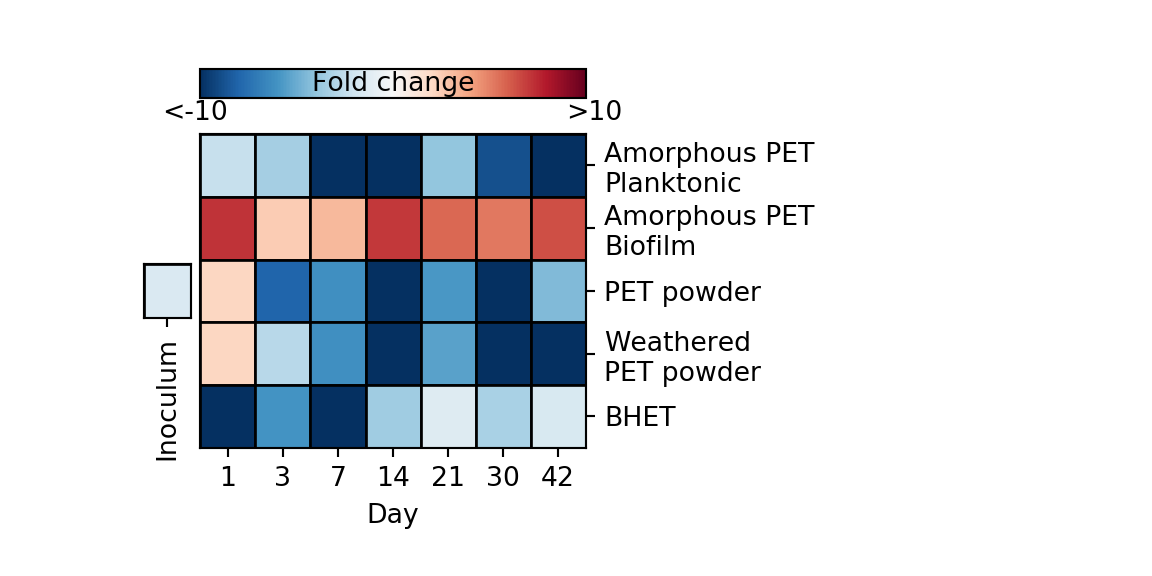 Fold change
<-10
>10
Amorphous PET
Planktonic
Amorphous PET
Biofilm
PET powder
Weathered
PET powder
BHET
Inoculum
1 3 7 14 21 30 42
Day